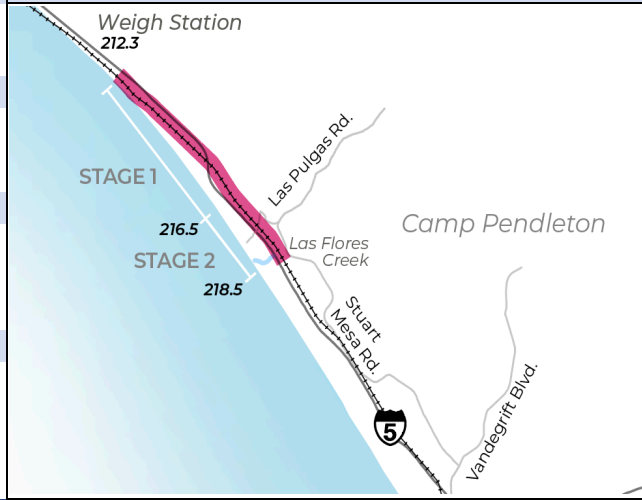 Weigh Station
212.3
Las Pulgas Rd.
STAGE 1
Camp Pendleton
216.5
Las Flores
Creek
STAGE 2
218.5
Stuart
Mesa Rd.
Vandegrift Blvd.
5